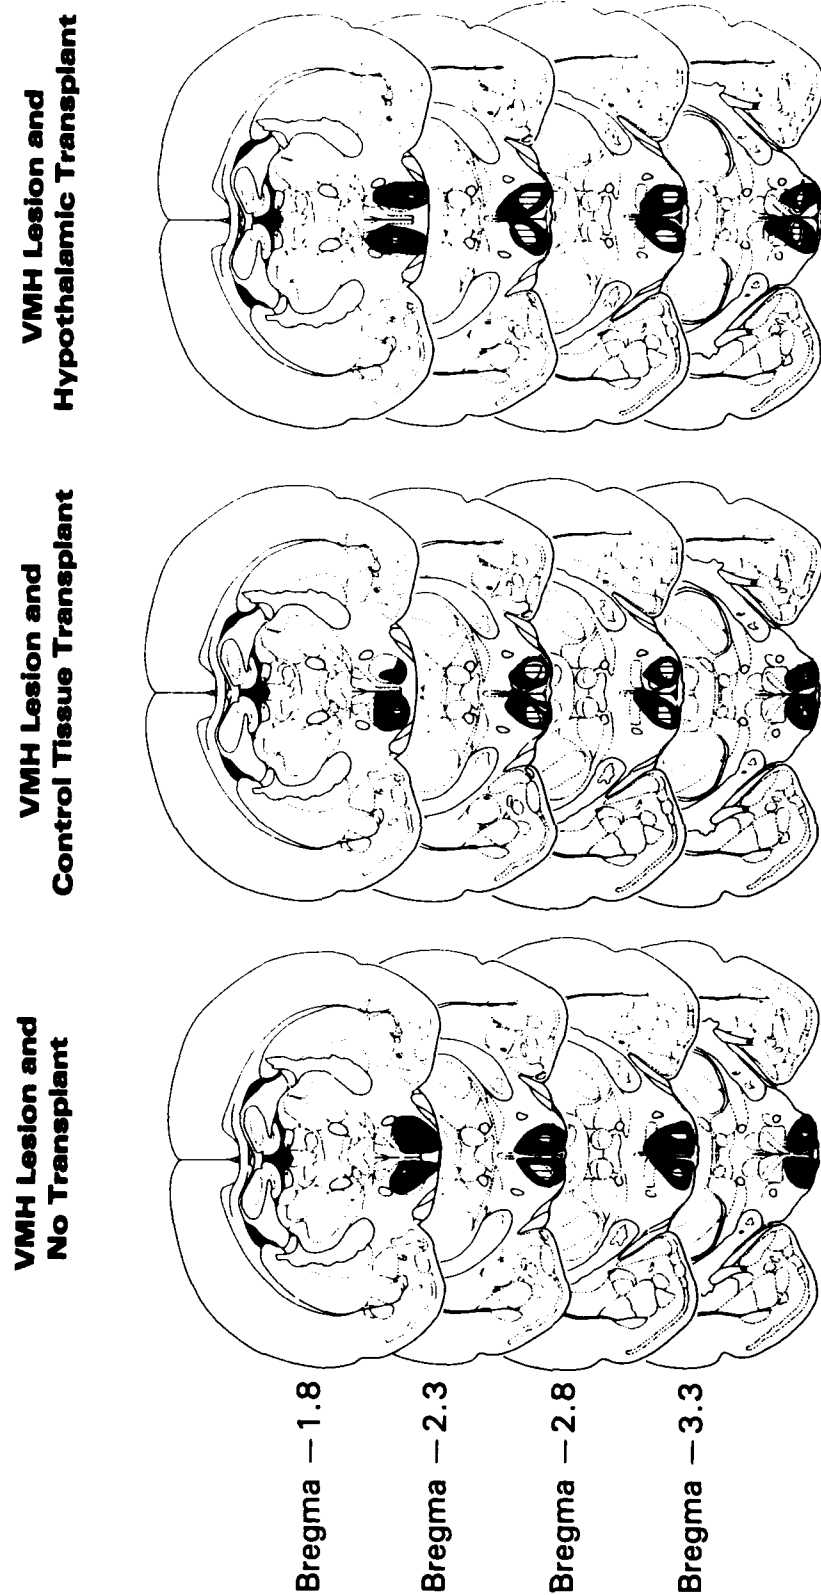 VMH Lesion and
No Transplant
VMH Lesion and
Control Tissue Transplant
VMH Lesion and
Hypothalamic Transplant
Bregma −1.8
Bregma −2.3
Bregma −2.8
Bregma −3.3